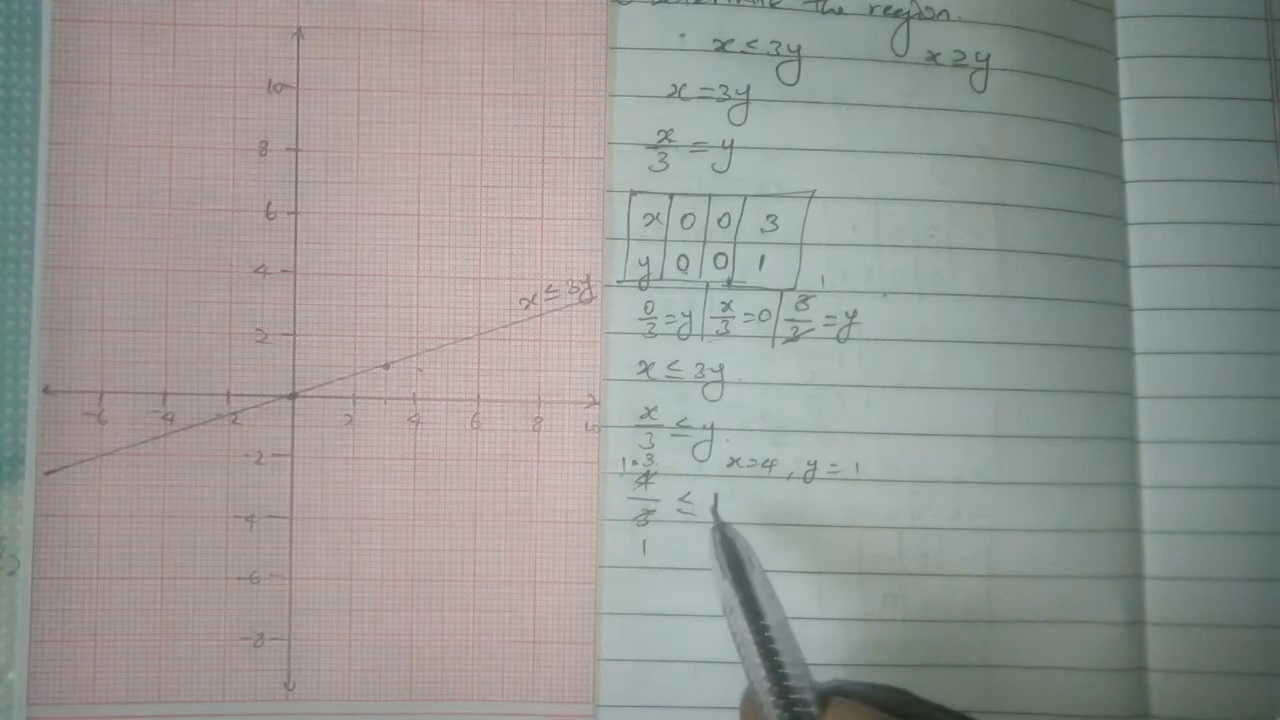 the region.
x ≤ 3y x ≥ y
x = 3y
x/3 = y
x 0 0 3
y 0 0 1
0/3 = y x/3 = 0 3/3 = y
x ≤ 3y
x/3 ≤ y
1.3 x=4, y = 1
4/3 ≤ 1
1
10
8
6
4
2
x ≤ 3y
-6 -4 -2 2 4 6 8 10
-2
-4
-6
-8